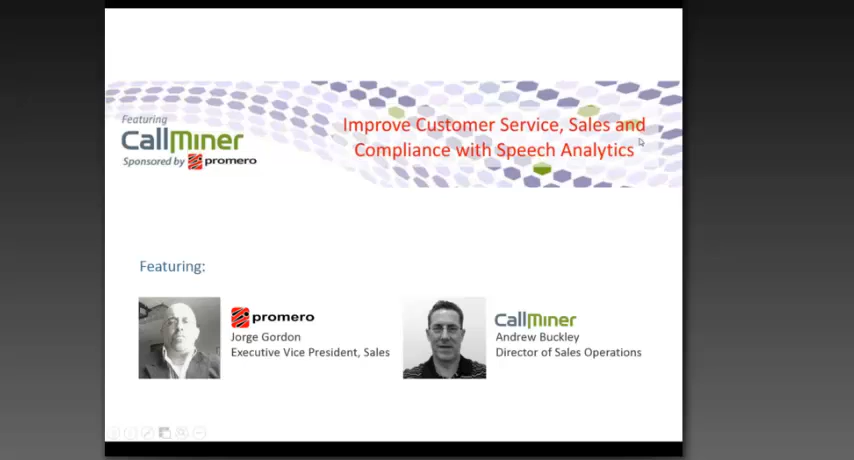 Featuring
CallMiner
Sponsored by promero
Improve Customer Service, Sales and
Compliance with Speech Analytics
Featuring:
promero
Jorge Gordon
Executive Vice President, Sales
CallMiner
Andrew Buckley
Director of Sales Operations